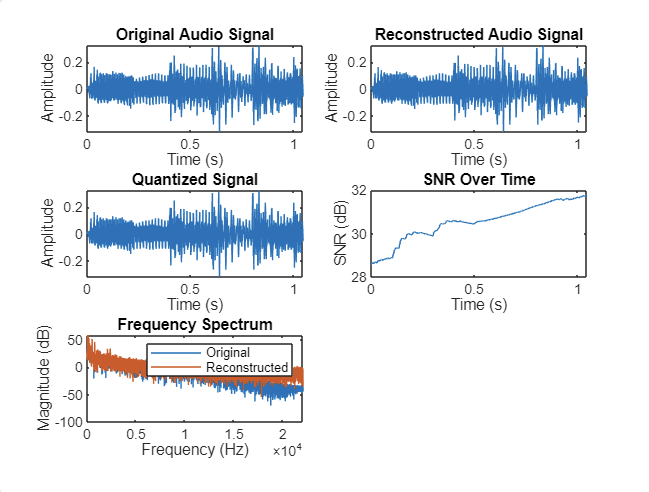 Original Audio Signal
Amplitude
0.2
0
-0.2
0
0.5
1
Time (s)
Reconstructed Audio Signal
Amplitude
0.2
0
-0.2
0
0.5
1
Time (s)
Quantized Signal
Amplitude
0.2
0
-0.2
0
0.5
1
Time (s)
SNR Over Time
SNR (dB)
32
30
28
0
0.5
1
Time (s)
Frequency Spectrum
Magnitude (dB)
50
0
-50
-100
Original
Reconstructed
0
0.5
1
1.5
2
Frequency (Hz)
×10⁴